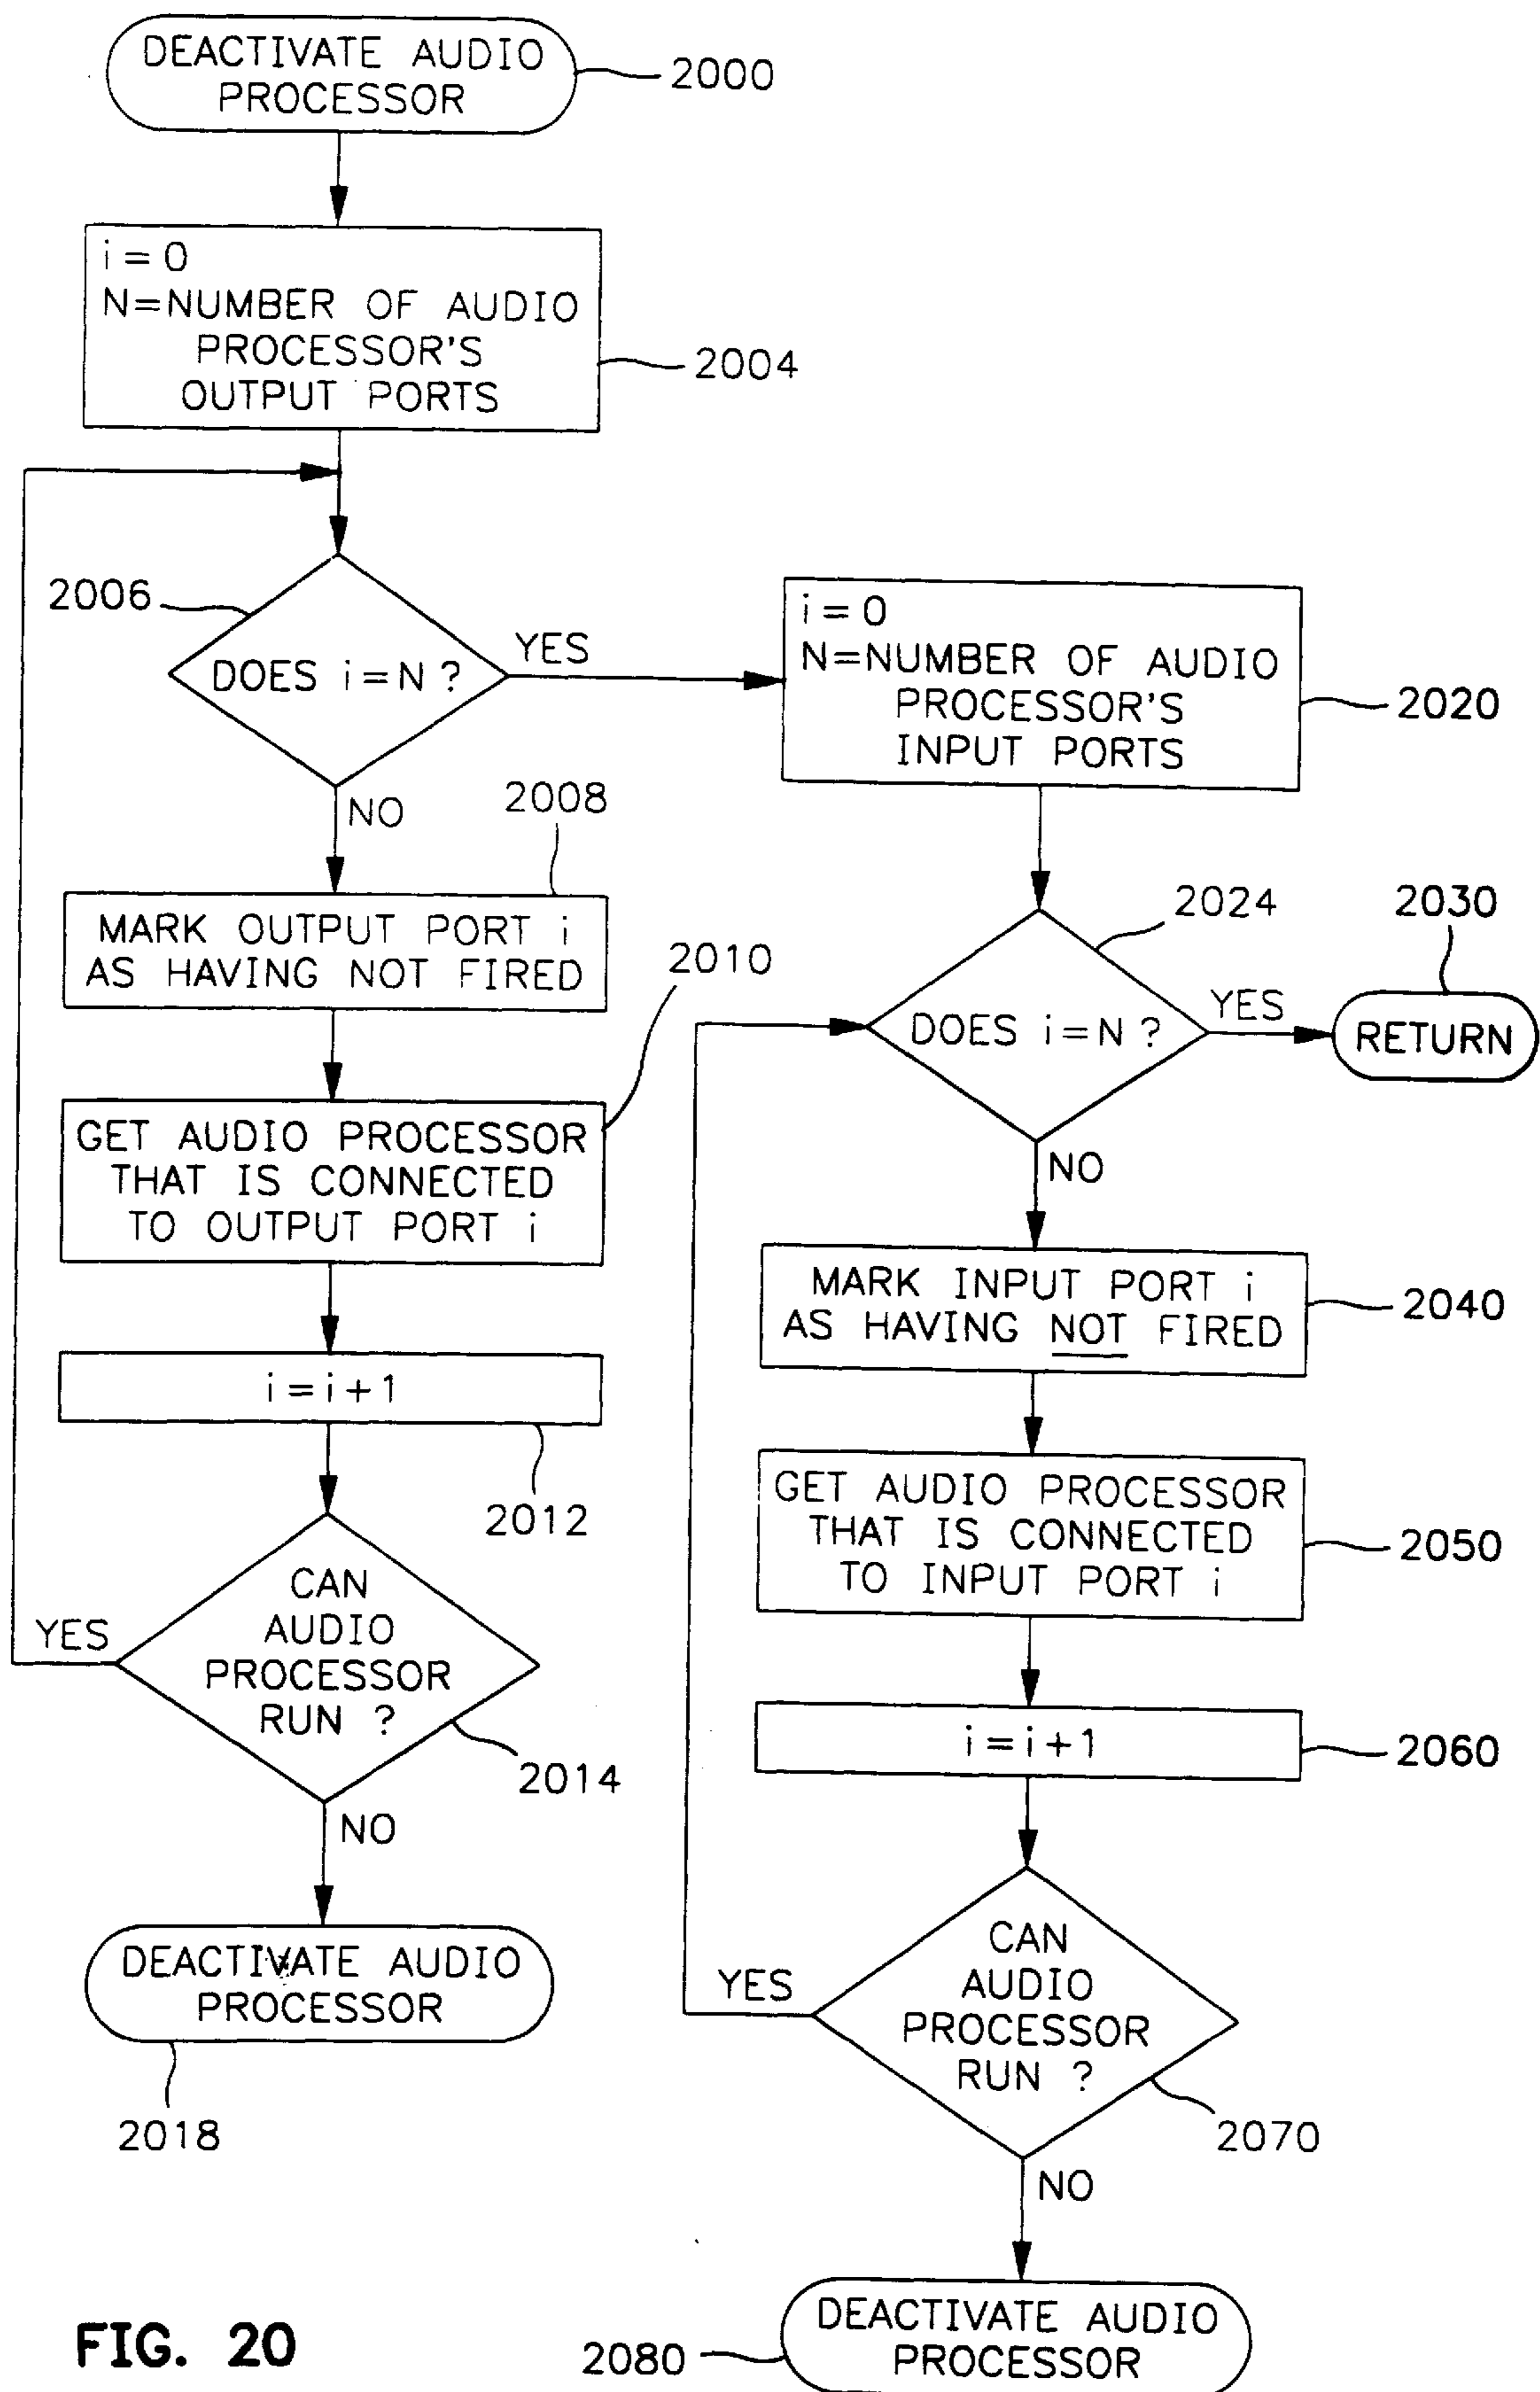 DEACTIVATE AUDIO
PROCESSOR
2000
i = 0
N=NUMBER OF AUDIO
PROCESSOR'S
OUTPUT PORTS
2004
2006
DOES i=N ?
YES
NO
2008
MARK OUTPUT PORT i
AS HAVING NOT FIRED
2010
GET AUDIO PROCESSOR
THAT IS CONNECTED
TO OUTPUT PORT i
i = i +1
2012
CAN
AUDIO
PROCESSOR
RUN ?
YES
2014
NO
DEACTIVATE AUDIO
PROCESSOR
2018
i = 0
N=NUMBER OF AUDIO
PROCESSOR'S
INPUT PORTS
2020
2024
DOES i=N ?
YES
2030
RETURN
NO
MARK INPUT PORT i
AS HAVING NOT FIRED
2040
GET AUDIO PROCESSOR
THAT IS CONNECTED
TO INPUT PORT i
2050
i = i +1
2060
CAN
AUDIO
PROCESSOR
RUN ?
YES
2070
NO
DEACTIVATE AUDIO
PROCESSOR
2080
FIG. 20